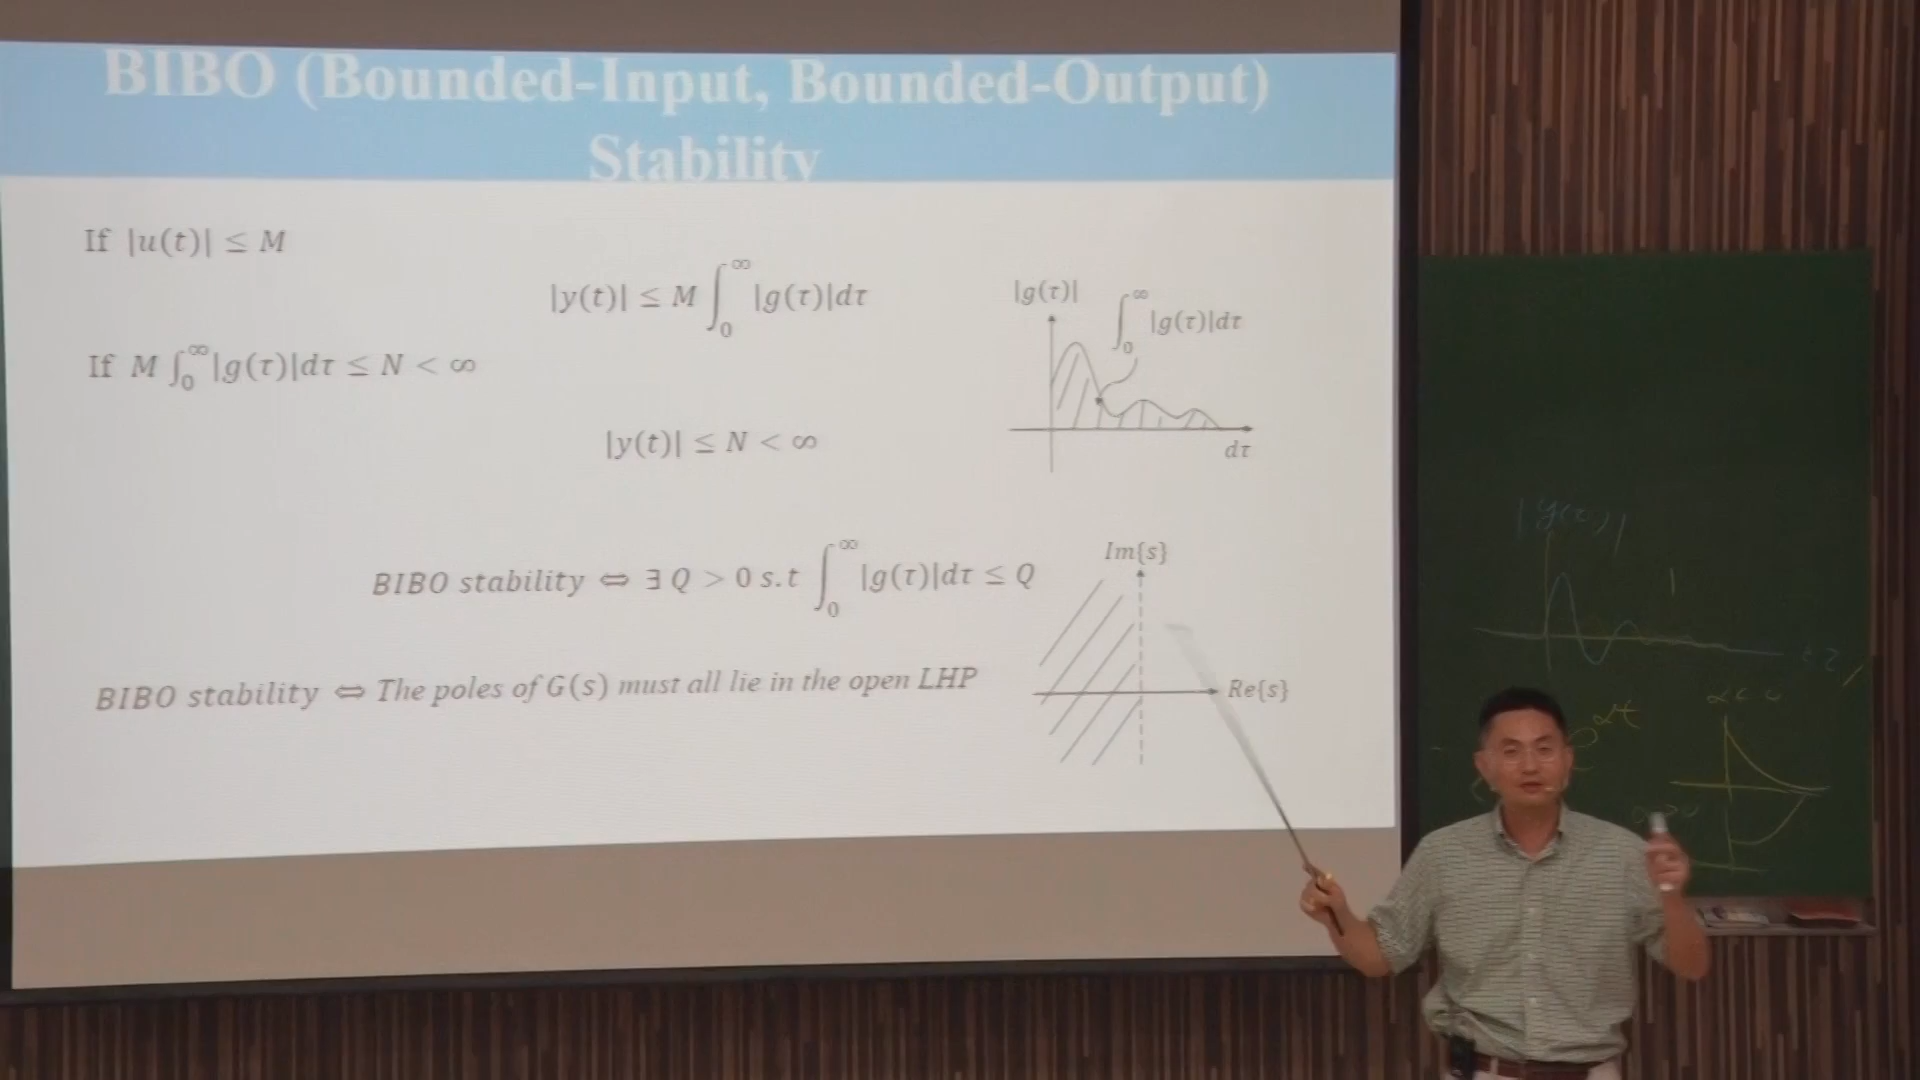 BIBO (Bounded-Input, Bounded-Output)
Stability
If |u(t)| ≤ M
|y(t)| ≤ M ∫₀^∞ |g(τ)|dτ
If M ∫₀^∞ |g(τ)|dτ ≤ N < ∞
|y(t)| ≤ N < ∞
|g(τ)|
∫₀^∞ |g(τ)|dτ
dτ
BIBO stability ⇔ ∃ Q > 0 s.t ∫₀^∞ |g(τ)|dτ ≤ Q
BIBO stability ⇔ The poles of G(s) must all lie in the open LHP
Im{s}
Re{s}